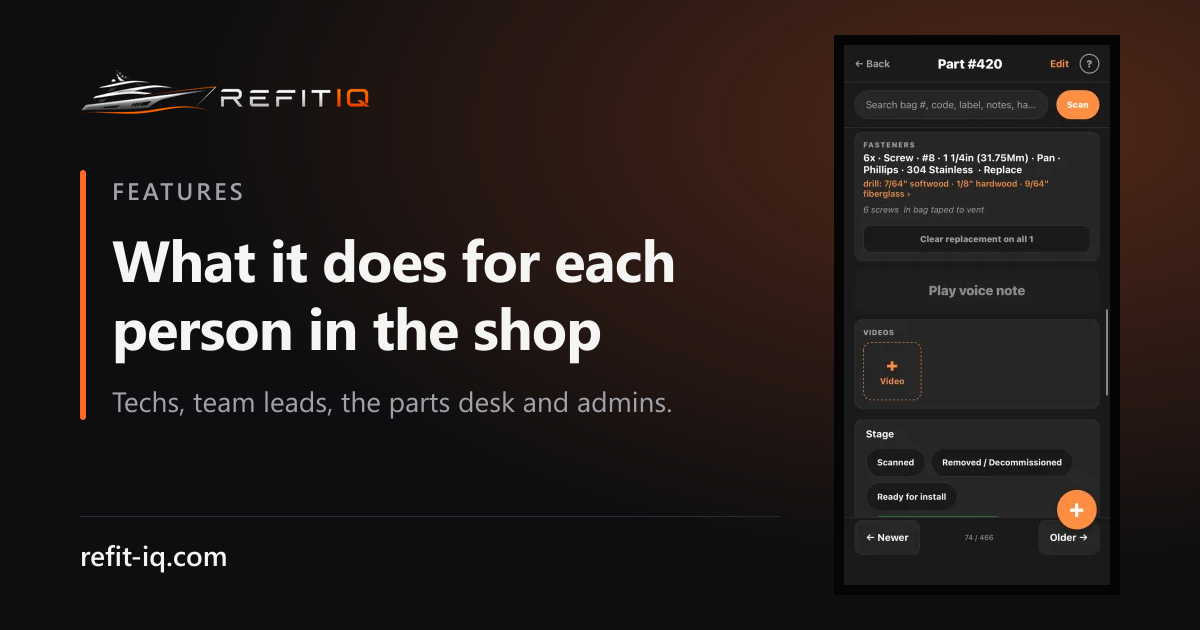 REFITIQ
FEATURES
What it does for each
person in the shop
Techs, team leads, the parts desk and admins.
refit-iq.com
← Back
Part #420
Edit
?
Search bag #, code, label, notes, ha...
Scan
FASTENERS
6x · Screw · #8 · 1 1/4in (31.75Mm) · Pan ·
Phillips · 304 Stainless · Replace
drill: 7/64" softwood · 1/8" hardwood · 9/64"
fiberglass ›
6 screws In bag taped to vent
Clear replacement on all 1
Play voice note
VIDEOS
+
Video
Stage
Scanned
Removed / Decommissioned
Ready for install
+
← Newer
74 / 466
Older →